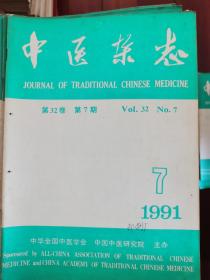 中医杂志
JOURNAL OF TRADITIONAL CHINESE MEDICINE
第32卷 第7期 Vol. 32 No. 7
7
1991
中华全国中医学会 中国中医研究院 主办
Sponsored by ALL-CHINA ASSOCIATION OF TRADITIONAL CHINESE
MEDICINE and CHINA ACADEMY OF TRADITIONAL CHINESE MEDICINE